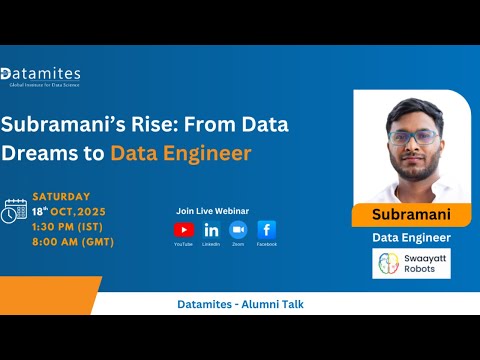 Datamites
Global Institute for Data Science
Subramani’s Rise: From Data
Dreams to Data Engineer
SATURDAY
18th OCT,2025
1:30 PM (IST)
8:00 AM (GMT)
Join Live Webinar
YouTube LinkedIn Zoom Facebook
Subramani
Data Engineer
Swaayatt
Robots
Datamites - Alumni Talk